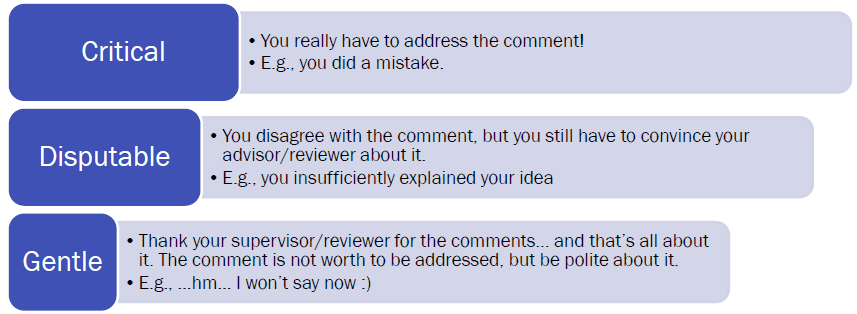 Critical
• You really have to address the comment!
• E.g., you did a mistake.
Disputable
• You disagree with the comment, but you still have to convince your
advisor/reviewer about it.
• E.g., you insufficiently explained your idea
Gentle
• Thank your supervisor/reviewer for the comments... and that's all about
it. The comment is not worth to be addressed, but be polite about it.
• E.g., ...hm... I won't say now :)